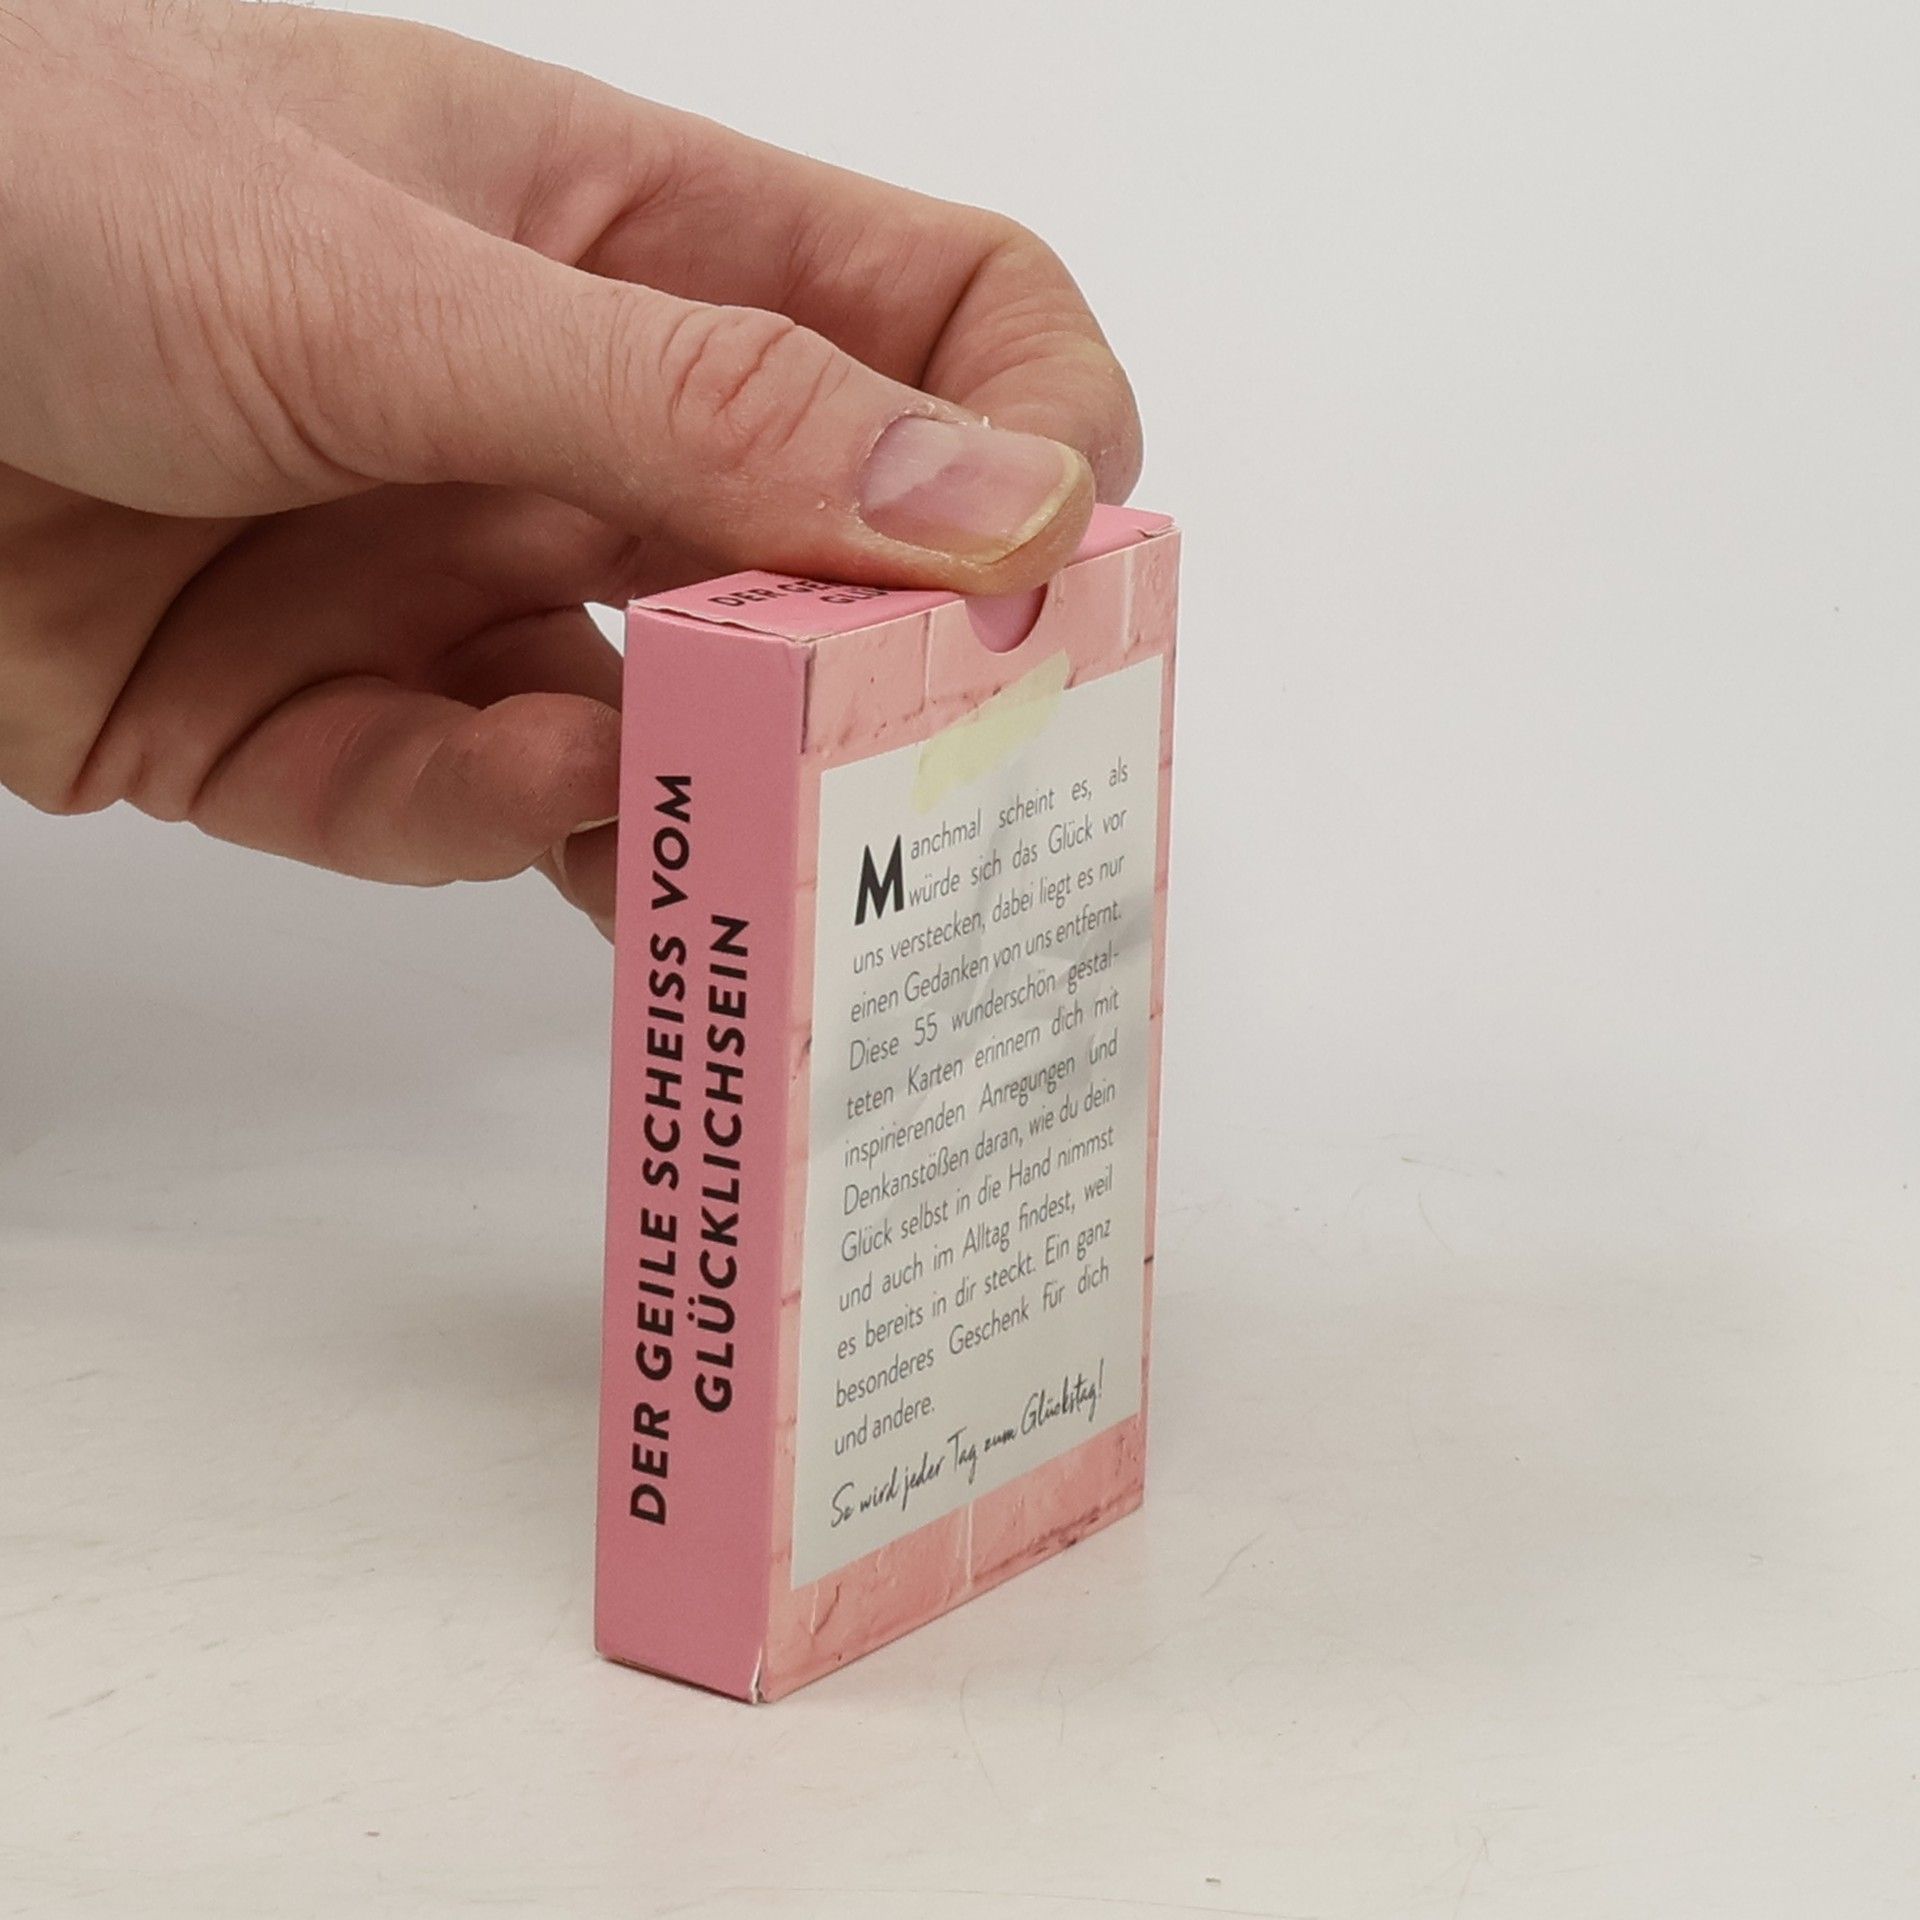 DER
DER GEILE SCHEISS VOM
GLÜCKLICHSEIN
Manchmal scheint es, als
würde sich das Glück vor
uns verstecken, dabei liegt es nur
einen Gedanken von uns entfernt.
Diese 55 wunderschön gestal-
teten Karten erinnern dich mit
inspirierenden Anregungen und
Denkanstößen daran, wie du dein
Glück selbst in die Hand nimmst
und auch im Alltag findest, weil
es bereits in dir steckt. Ein ganz
besonderes Geschenk für dich
und andere.
So wird jeder Tag zum Glückstag!